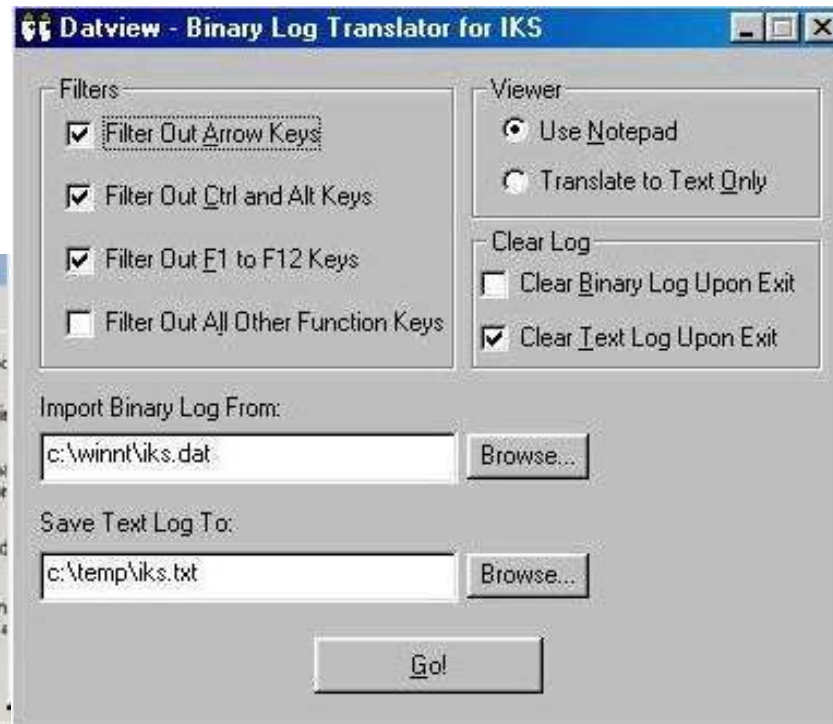 Datview - Binary Log Translator for IKS
Filters
Filter Out Arrow Keys
Filter Out Ctrl and Alt Keys
Filter Out F1 to F12 Keys
Filter Out All Other Function Keys
Viewer
Use Notepad
Translate to Text Only
Clear Log
Clear Binary Log Upon Exit
Clear Text Log Upon Exit
Import Binary Log From:
c:\winnt\iks.dat
Browse...
Save Text Log To:
c:\temp\iks.txt
Browse...
Go!